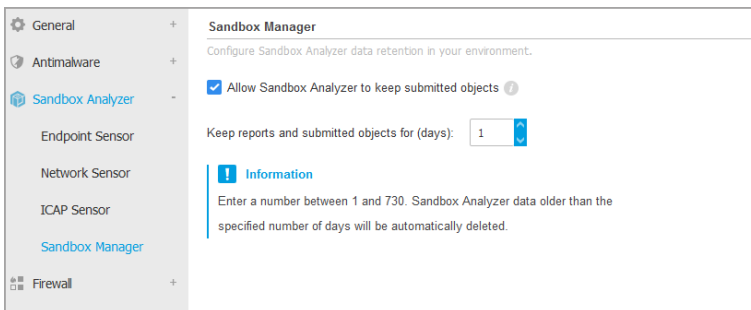 General +
Antimalware +
Sandbox Analyzer -
Endpoint Sensor
Network Sensor
ICAP Sensor
Sandbox Manager
Firewall +
Sandbox Manager
Configure Sandbox Analyzer data retention in your environment.
Allow Sandbox Analyzer to keep submitted objects i
Keep reports and submitted objects for (days): 1
! Information
Enter a number between 1 and 730. Sandbox Analyzer data older than the
specified number of days will be automatically deleted.